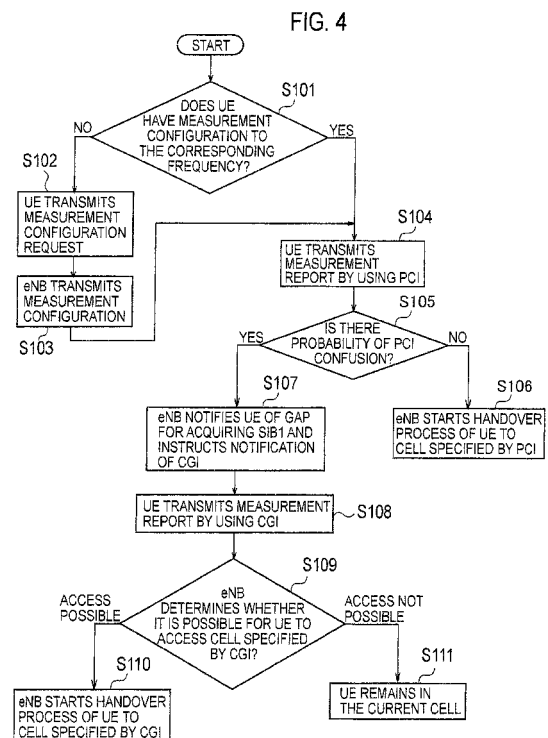 FIG. 4
START
S101
DOES UE
HAVE MEASUREMENT
CONFIGURATION TO
THE CORRESPONDING
FREQUENCY?
NO
YES
S102
UE TRANSMITS
MEASUREMENT
CONFIGURATION
REQUEST
eNB TRANSMITS
MEASUREMENT
CONFIGURATION
S103
S104
UE TRANSMITS
MEASUREMENT
REPORT BY USING PCI
S105
IS THERE
PROBABILITY OF PCI
CONFUSION?
YES
NO
S107
eNB NOTIFIES UE OF GAP
FOR ACQUIRING SIB1 AND
INSTRUCTS NOTIFICATION
OF CGI
S106
eNB STARTS HANDOVER
PROCESS OF UE TO
CELL SPECIFIED BY PCI
UE TRANSMITS MEASUREMENT
REPORT BY USING CGI
S108
S109
eNB
DETERMINES WHETHER
IT IS POSSIBLE FOR UE TO
ACCESS CELL SPECIFIED
BY CGI?
ACCESS
POSSIBLE
ACCESS NOT
POSSIBLE
S110
eNB STARTS HANDOVER
PROCESS OF UE TO
CELL SPECIFIED BY CGI
S111
UE REMAINS IN
THE CURRENT CELL